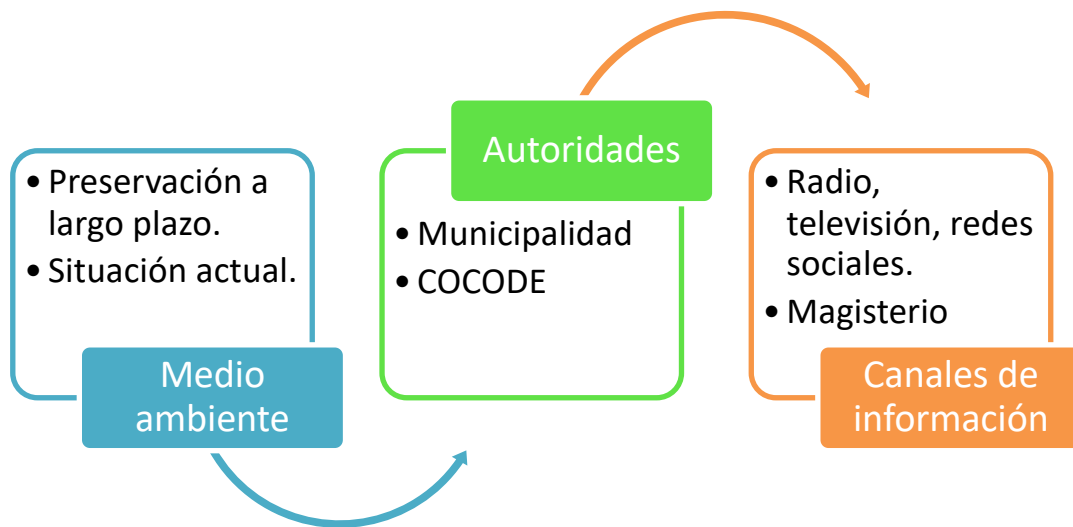 • Preservación a
largo plazo.
• Situación actual.
Medio
ambiente
Autoridades
• Municipalidad
• COCODE
• Radio,
televisión, redes
sociales.
• Magisterio
Canales de
información